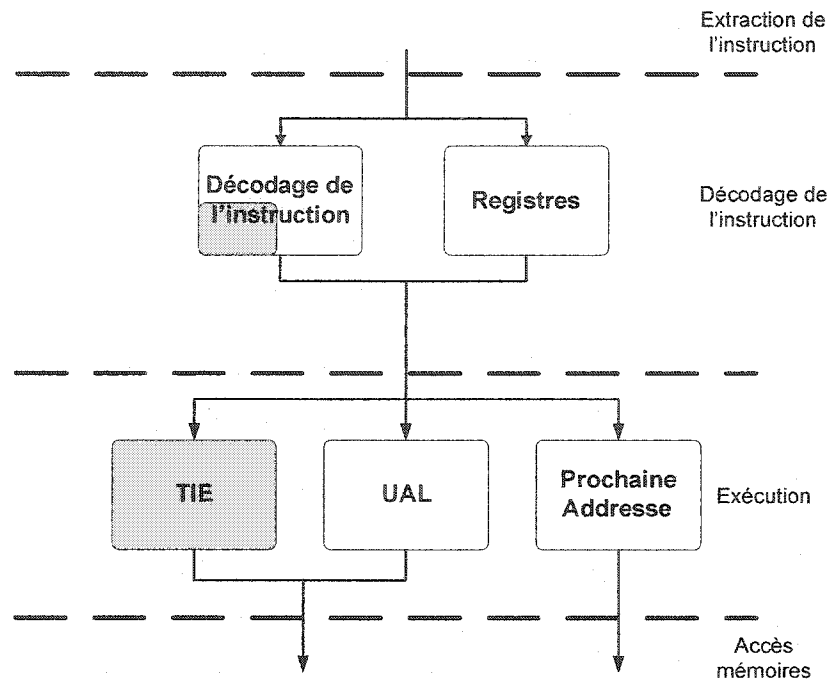 Extraction de
l'instruction
Décodage de
l'instruction
Registres
Décodage de
l'instruction
TIE
UAL
Prochaine
Addresse
Exécution
Accès
mémoires